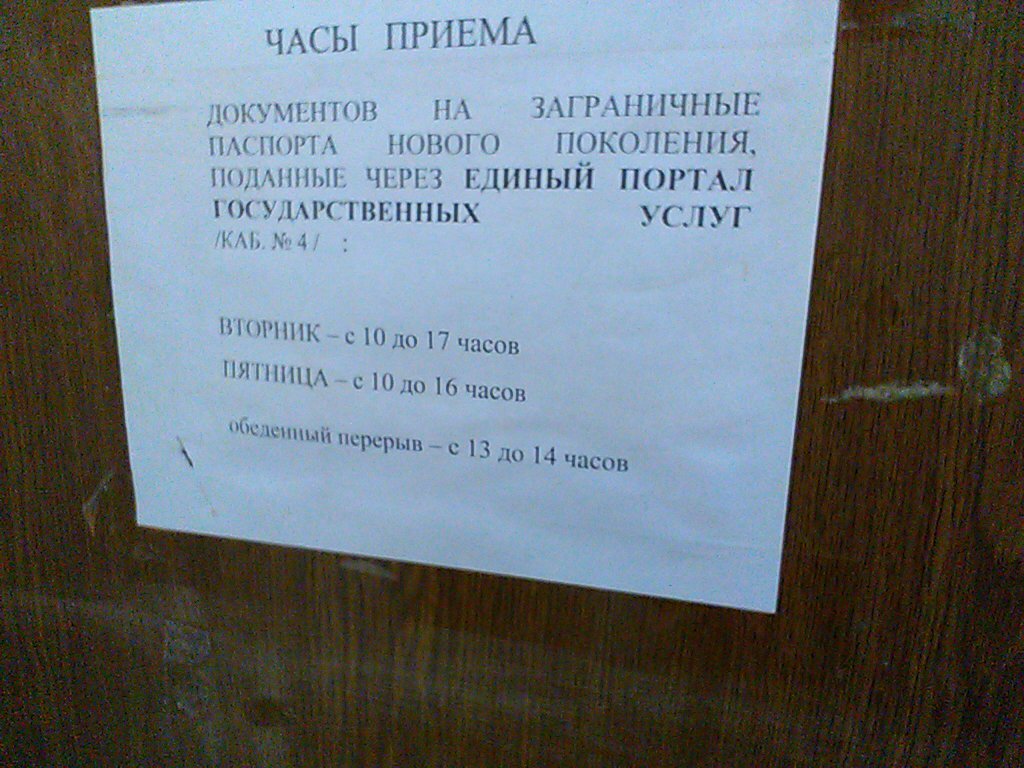 ЧАСЫ ПРИЕМА
ДОКУМЕНТОВ НА ЗАГРАНИЧНЫЕ
ПАСПОРТА НОВОГО ПОКОЛЕНИЯ,
ПОДАННЫЕ ЧЕРЕЗ ЕДИНЫЙ ПОРТАЛ
ГОСУДАРСТВЕННЫХ УСЛУГ
/КАБ. № 4 / :
ВТОРНИК – с 10 до 17 часов
ПЯТНИЦА – с 10 до 16 часов
обеденный перерыв – с 13 до 14 часов